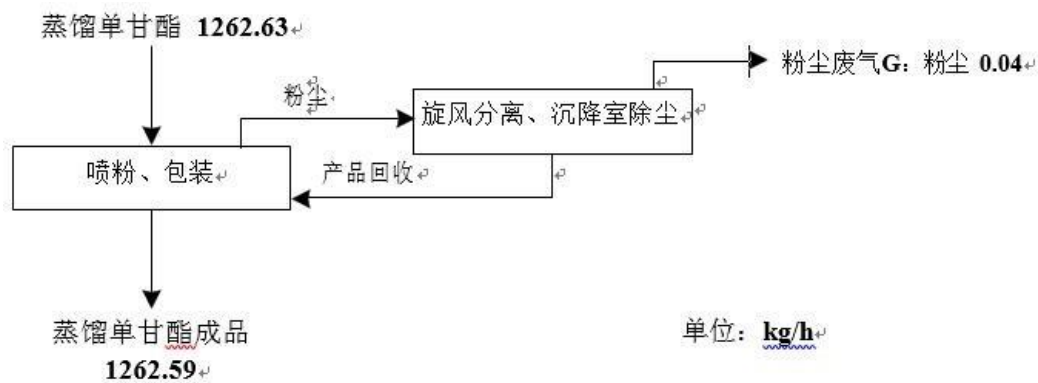 蒸馏单甘酯 1262.63
粉尘废气G：粉尘 0.04
粉尘
旋风分离、沉降室除尘
喷粉、包装
产品回收
蒸馏单甘酯成品
1262.59
单位：kg/h